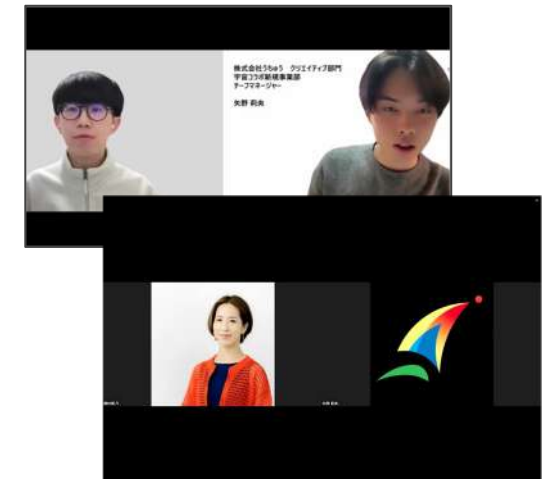 株式会社うちゅう　クリエイティブ部門
宇宙コラボ新規事業部
チーフマネージャー
矢野 莉央